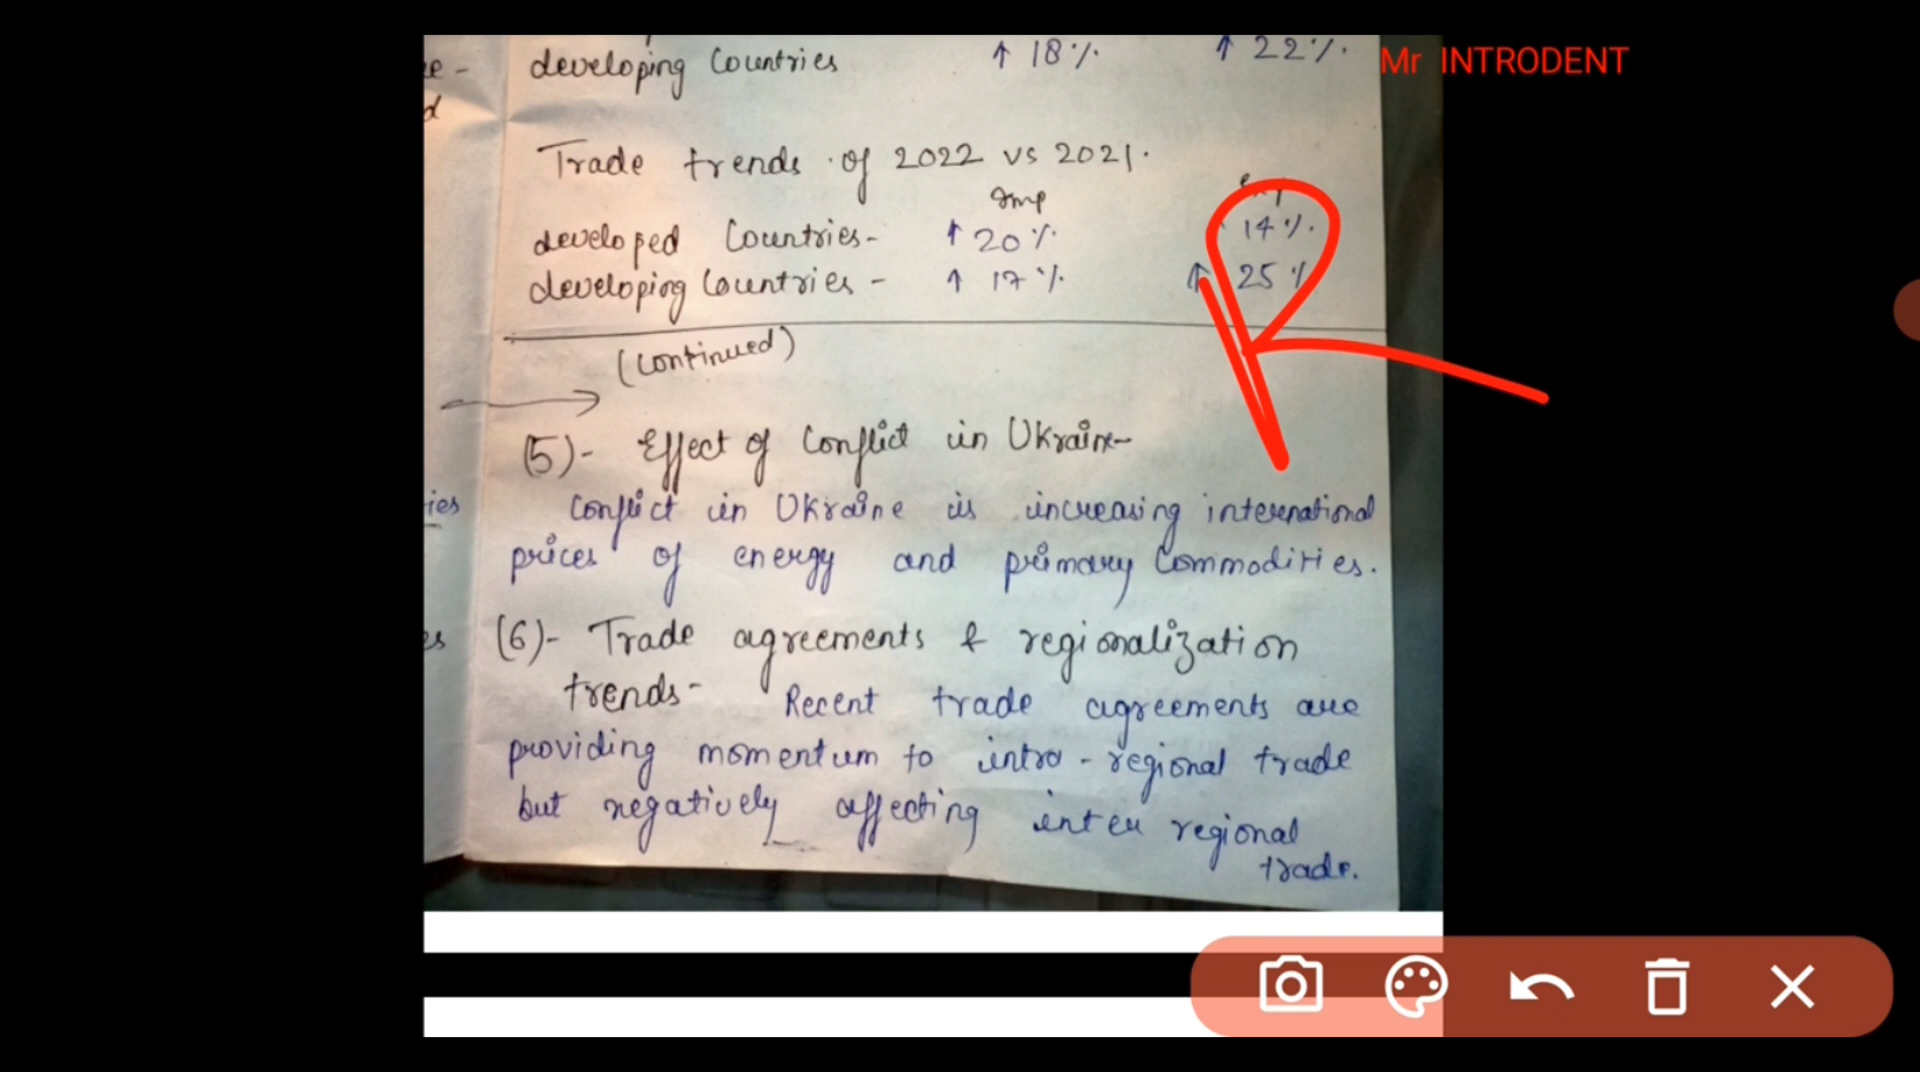 e-
developing Countries ↑ 18% ↑ 22%.
Mr INTRODENT
d
Trade trends of 2022 vs 2021.
Imp
developed Countries- ↑ 20% 14%.
developing Countries - ↑ 17% ↑ 25%
(continued)
(5)- Effect of Conflict in Ukraine-
ies
Conflict in Ukraine is increasing international
prices of energy and primary Commodities.
es
(6)- Trade agreements & regionalization
trends- Recent trade agreements are
providing momentum to intra-regional trade
but negatively affecting inter regional
trade.
R